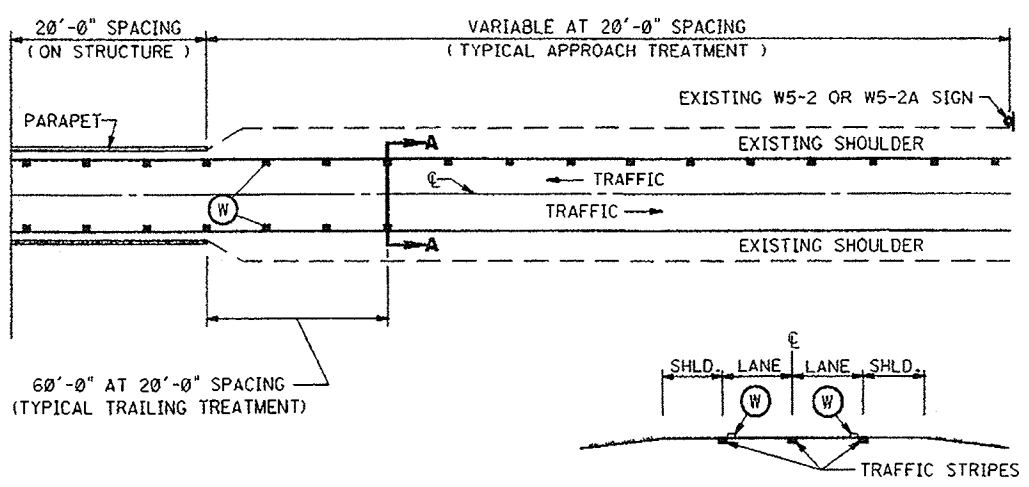 20'-0" SPACING
(ON STRUCTURE)
VARIABLE AT 20'-0" SPACING
(TYPICAL APPROACH TREATMENT)
EXISTING W5-2 OR W5-2A SIGN
PARAPET
A
EXISTING SHOULDER
℄
TRAFFIC
W
TRAFFIC
A
EXISTING SHOULDER
60'-0" AT 20'-0" SPACING
(TYPICAL TRAILING TREATMENT)
℄
SHLD. LANE LANE SHLD.
W W
TRAFFIC STRIPES